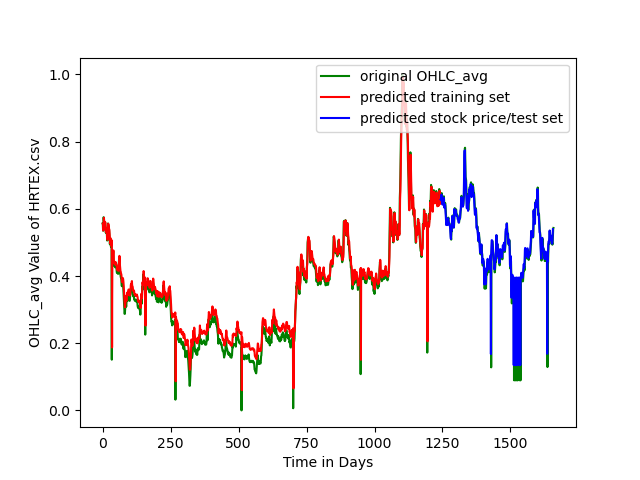 original OHLC_avg
predicted training set
predicted stock price/test set
1.0
0.8
0.6
0.4
0.2
0.0
OHLC_avg Value of HRTEX.csv
0 250 500 750 1000 1250 1500
Time in Days